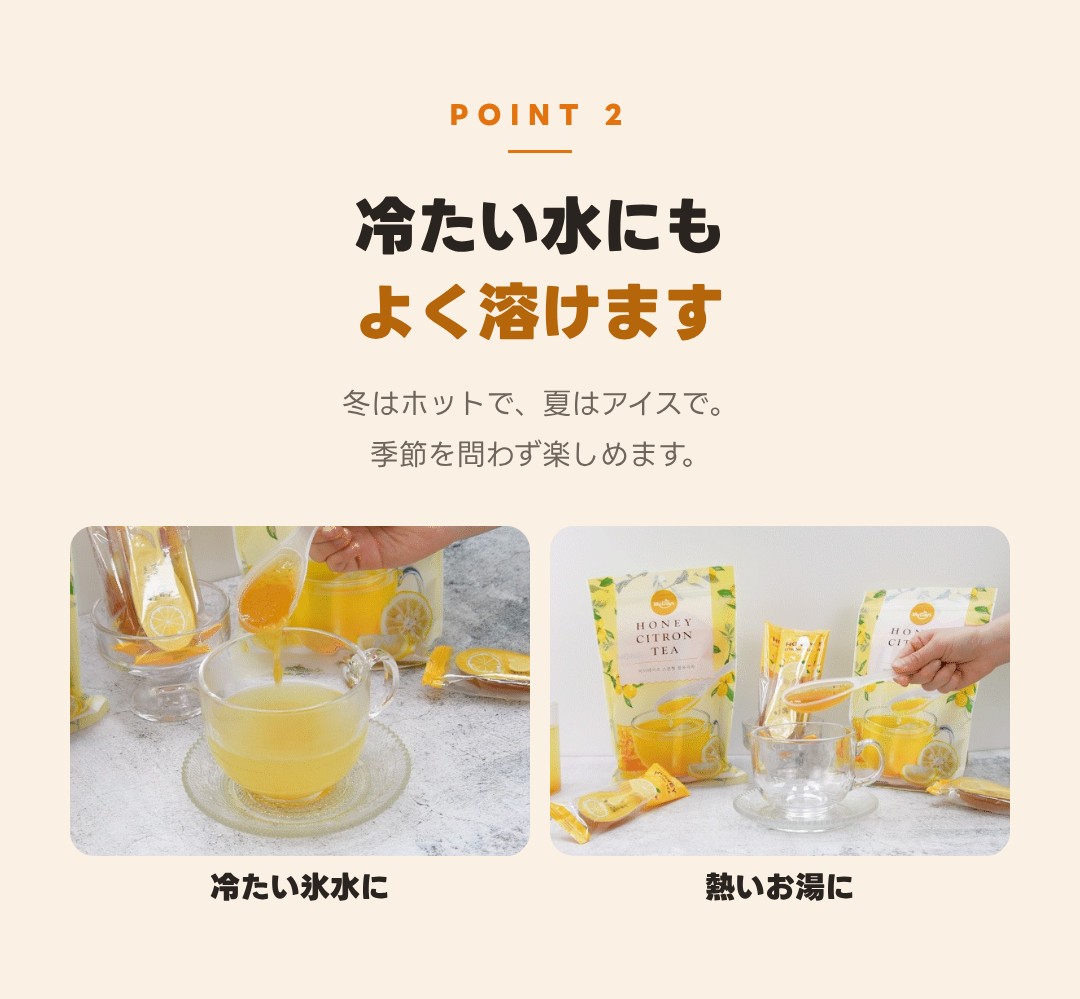 POINT 2
冷たい水にも
よく溶けます
冬はホットで、夏はアイスで。
季節を問わず楽しめます。
HONEY
CITRON
TEA
冷たい氷水に
熱いお湯に